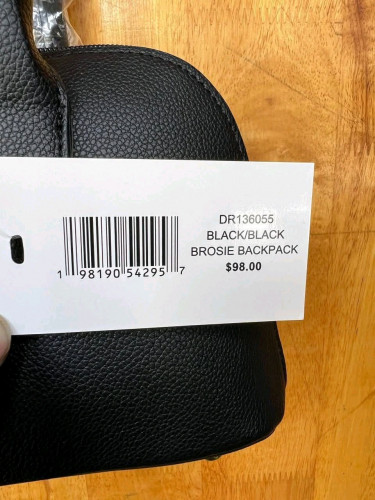 DR136055
BLACK/BLACK
BROSIE BACKPACK
$98.00
1 98190 54295 7